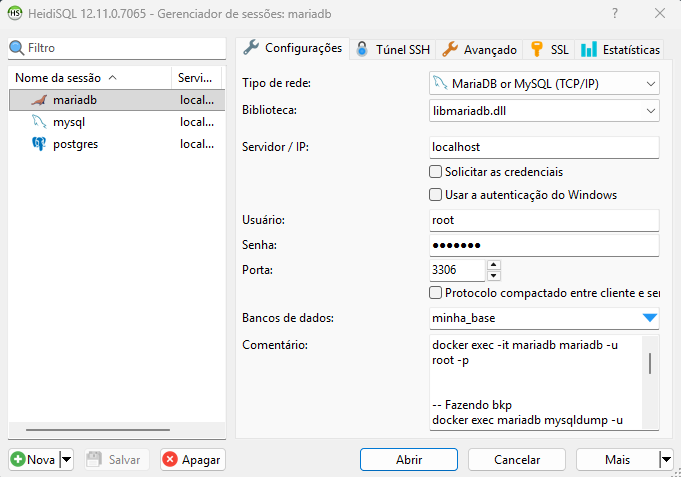 HeidiSQL 12.11.0.7065 - Gerenciador de sessões: mariadb
Filtro
Nome da sessão Servi...
mariadb local...
mysql local...
postgres local...
Nova
Salvar
Apagar
Configurações Túnel SSH Avançado SSL Estatísticas
Tipo de rede: MariaDB or MySQL (TCP/IP)
Biblioteca: libmariadb.dll
Servidor / IP: localhost
Solicitar as credenciais
Usar a autenticação do Windows
Usuário: root
Senha: ●●●●●●●
Porta: 3306
Protocolo compactado entre cliente e ser
Bancos de dados: minha_base
Comentário: docker exec -it mariadb mariadb -u
root -p
-- Fazendo bkp
docker exec mariadb mysqldump -u
Abrir Cancelar Mais